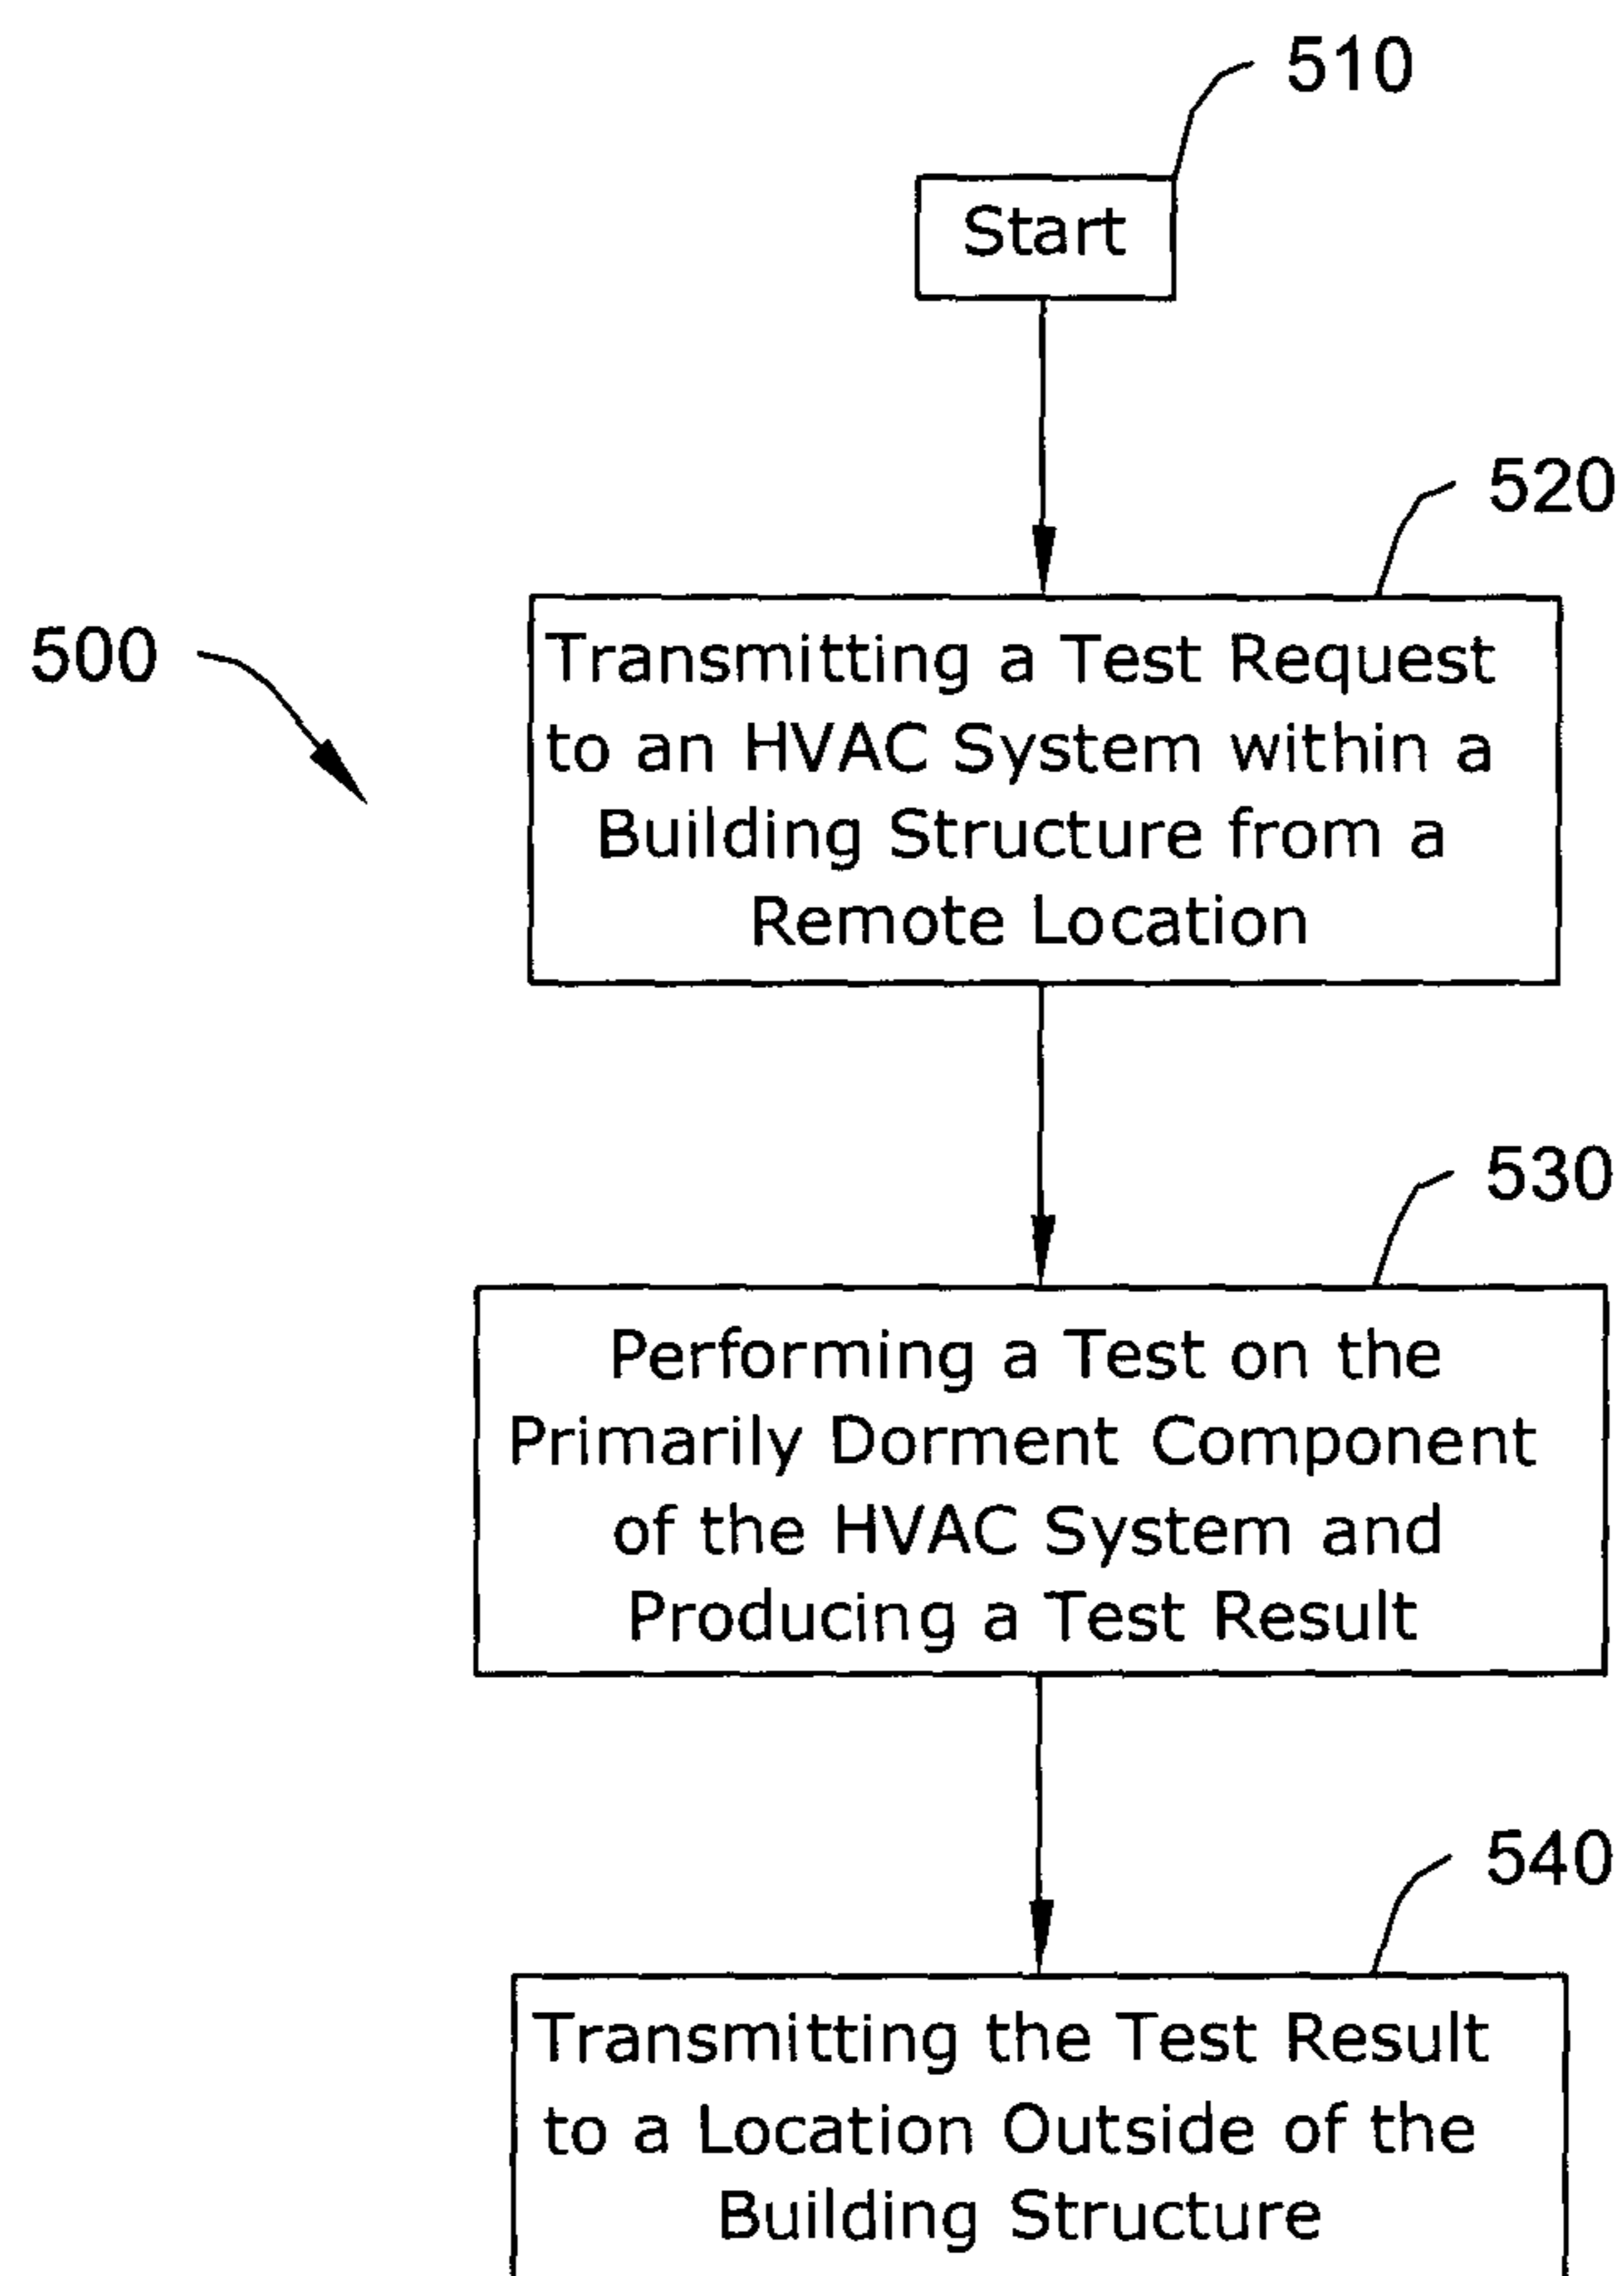 510
Start
520
500
Transmitting a Test Request
to an HVAC System within a
Building Structure from a
Remote Location
530
Performing a Test on the
Primarily Dorment Component
of the HVAC System and
Producing a Test Result
540
Transmitting the Test Result
to a Location Outside of the
Building Structure